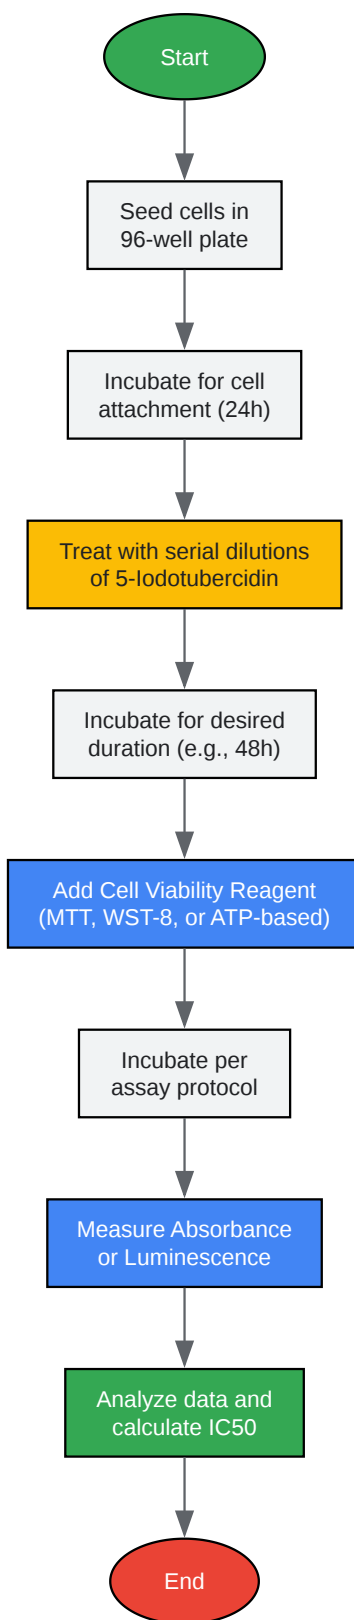 Start
Seed cells in
96-well plate
Incubate for cell
attachment (24h)
Treat with serial dilutions
of 5-Iodotubercidin
Incubate for desired
duration (e.g., 48h)
Add Cell Viability Reagent
(MTT, WST-8, or ATP-based)
Incubate per
assay protocol
Measure Absorbance
or Luminescence
Analyze data and
calculate IC50
End